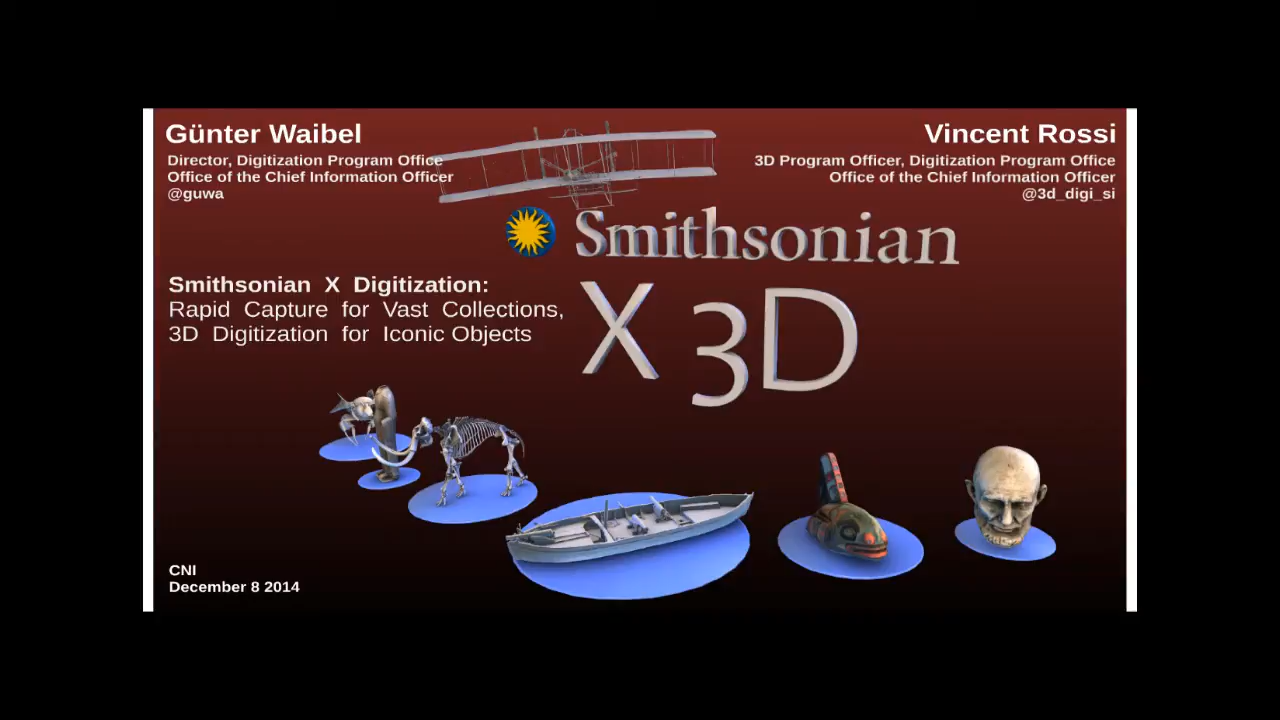 Günter Waibel
Director, Digitization Program Office
Office of the Chief Information Officer
@guwa
Vincent Rossi
3D Program Officer, Digitization Program Office
Office of the Chief Information Officer
@3d_digi_si
Smithsonian
X 3D
Smithsonian X Digitization:
Rapid Capture for Vast Collections,
3D Digitization for Iconic Objects
CNI
December 8 2014